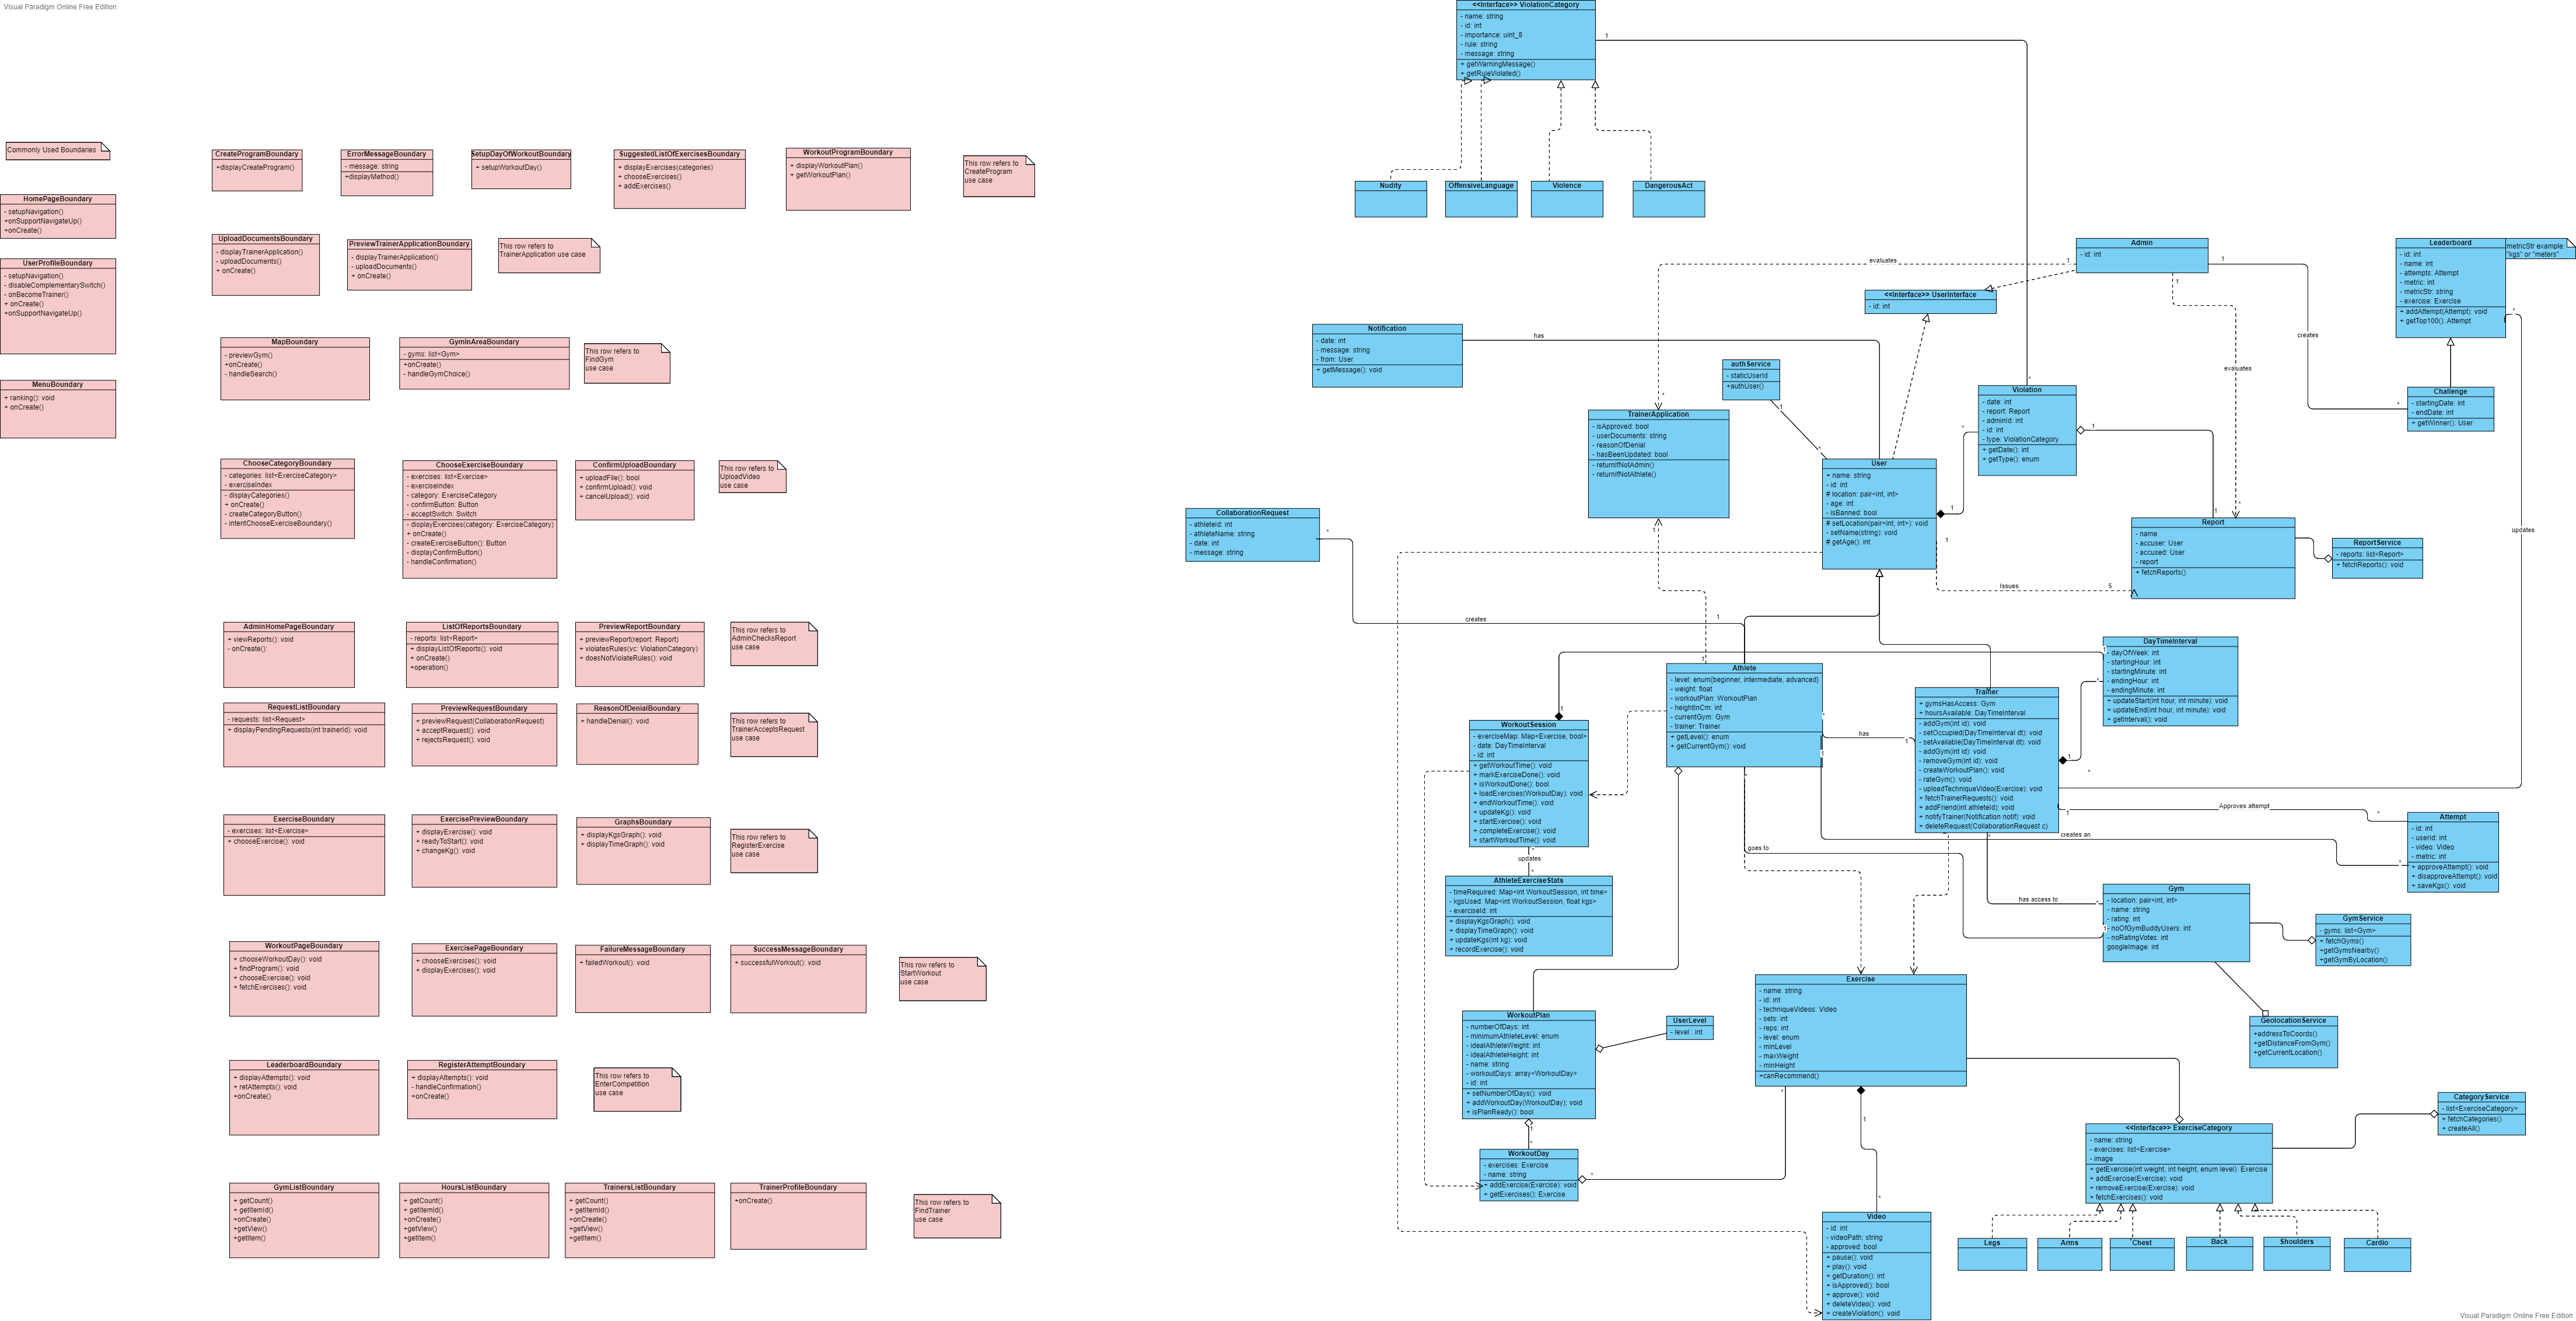 Visual Paradigm Online Free Edition
Commonly Used Boundaries
HomePageBoundary
- setupNavigation()
+onSupportNavigateUp()
+onCreate()
UserProfileBoundary
- setupNavigation()
- disableComplementarySwitch()
- onBecomeTrainer()
+ onCreate()
+onSupportNavigateUp()
MenuBoundary
+ ranking(): void
+ onCreate()
CreateProgramBoundary
+displayCreateProgram()
ErrorMessageBoundary
- message: string
+displayMethod()
SetupDayOfWorkoutBoundary
+ setupWorkoutDay()
SuggestedListOfExercisesBoundary
+ displayExercises(categories)
+ chooseExercises()
+ addExercises()
WorkoutProgramBoundary
+ displayWorkoutPlan()
+ getWorkoutPlan()
This row refers to
CreateProgram
use case
UploadDocumentsBoundary
- displayTrainerApplication()
- uploadDocuments()
+ onCreate()
PreviewTrainerApplicationBoundary
- displayTrainerApplication()
- uploadDocuments()
+ onCreate()
This row refers to
TrainerApplication use case
MapBoundary
- previewGym()
+onCreate()
- handleSearch()
GymInAreaBoundary
- gyms: list<Gym>
+onCreate()
- handleGymChoice()
This row refers to
FindGym
use case
ChooseCategoryBoundary
- categories: list<ExerciseCategory>
- exerciseIndex
- displayCategories()
+ onCreate()
- createCategoryButton()
- intentChooseExerciseBoundary()
ChooseExerciseBoundary
- exercises: list<Exercise>
- exerciseIndex
- category: ExerciseCategory
- confirmButton: Button
- acceptSwitch: Switch
- displayExercises(category: ExerciseCategory)
+ onCreate()
- createExerciseButton(): Button
- displayConfirmButton()
- handleConfirmation()
ConfirmUploadBoundary
+ uploadFile(): bool
+ confirmUpload(): void
+ cancelUpload(): void
This row refers to
UploadVideo
use case
AdminHomePageBoundary
+ viewReports(): void
- onCreate():
ListOfReportsBoundary
- reports: list<Report>
+ displayListOfReports(): void
+ onCreate()
+operation()
PreviewReportBoundary
+ previewReport(report: Report)
+ violatesRules(vc: ViolationCategory)
+ doesNotViolateRules(): void
This row refers to
AdminChecksReport
use case
RequestListBoundary
- requests: list<Request>
+ displayPendingRequests(int trainerId): void
PreviewRequestBoundary
+ previewRequest(CollaborationRequest)
+ acceptRequest(): void
+ rejectsRequest(): void
ReasonOfDenialBoundary
+ handleDenial(): void
This row refers to
TrainerAcceptsRequest
use case
ExerciseBoundary
- exercises: list<Exercise>
+ chooseExercise(): void
ExercisePreviewBoundary
+ displayExercise(): void
+ readyToStart(): void
+ changeKg(): void
GraphsBoundary
+ displayKgsGraph(): void
+ displayTimeGraph(): void
This row refers to
RegisterExercise
use case
WorkoutPageBoundary
+ chooseWorkoutDay(): void
+ findProgram(): void
+ chooseExercise(): void
+ fetchExercises(): void
ExercisePageBoundary
+ chooseExercises(): void
+ displayExercises(): void
FailureMessageBoundary
+ failedWorkout(): void
SuccessMessageBoundary
+ successfulWorkout(): void
This row refers to
StartWorkout
use case
LeaderboardBoundary
+ displayAttempts(): void
+ retAttempts(): void
+onCreate()
RegisterAttemptBoundary
+ displayAttempts(): void
- handleConfirmation()
+onCreate()
This row refers to
EnterCompetition
use case
GymListBoundary
+ getCount()
+ getItemId()
+onCreate()
+getView()
+getItem()
HoursListBoundary
+ getCount()
+ getItemId()
+onCreate()
+getView()
+getItem()
TrainersListBoundary
+ getCount()
+ getItemId()
+onCreate()
+getView()
+getItem()
TrainerProfileBoundary
+onCreate()
This row refers to
FindTrainer
use case
<<Interface>> ViolationCategory
- name: string
- id: int
- importance: uint_8
- rule: string
- message: string
+ getWarningMessage()
+ getRuleViolated()
1
Nudity
OffensiveLanguage
Violence
DangerousAct
Admin
- id: int
evaluates
1
1
1
<<Interface>> UserInterface
- id: int
Leaderboard
- id: int
- name: int
- attempts: Attempt
- metric: int
- metricStr: string
- exercise: Exercise
+ addAttempt(Attempt): void
+ getTop100(): Attempt
metricStr example:
"kgs" or "meters"
creates
evaluates
Challenge
- startingDate: int
- endDate: int
+ getWinner(): User
Notification
- date: int
- message: string
- from: User
+ getMessage(): void
has
authService
- staticUserId
+authUser()
1
TrainerApplication
- isApproved: bool
- userDocuments: string
- reasonOfDenial
- hasBeenUpdated: bool
- returnIfNotAdmin()
- returnIfNotAthlete()
Violation
- date: int
- report: Report
- adminId: int
- id: int
- type: ViolationCategory
+ getDate(): int
+ getType(): enum
1
User
+ name: string
- id: int
# location: pair<int, int>
- age: int
- isBanned: bool
# setLocation(pair<int, int>): void
- setName(string): void
# getAge(): int
1
1
Issues
5
Report
- name
- accuser: User
- accused: User
- report
+ fetchReports()
ReportService
- reports: list<Report>
+ fetchReports(): void
updates
CollaborationRequest
- athleteId: int
- athleteName: string
- date: int
- message: string
creates
1
Athlete
- level: enum(beginner, intermediate, advanced)
- weight: float
- workoutPlan: WorkoutPlan
- heightInCm: int
- currentGym: Gym
- trainer: Trainer
+ getLevel(): enum
+ getCurrentGym(): void
has
1
Trainer
+ gymsHasAccess: Gym
+ hoursAvailable: DayTimeInterval
- addGym(int id): void
- setOccupied(DayTimeInterval dt): void
- setAvailable(DayTimeInterval dt): void
- addGym(int id): void
- removeGym(int id): void
- createWorkoutPlan(): void
- rateGym(): void
- uploadTechniqueVideo(Exercise): void
+ fetchTrainerRequests(): void
+ addFriend(int athleteId): void
+ notifyTrainer(Notification notif): void
+ deleteRequest(CollaborationRequest c)
DayTimeInterval
- dayOfWeek: int
- startingHour: int
- startingMinute: int
- endingHour: int
- endingMinute: int
+ updateStart(int hour, int minute): void
+ updateEnd(int hour, int minute): void
+ getInterval(): void
WorkoutSession
- exerciseMap: Map<Exercise, bool>
- date: DayTimeInterval
- id: int
+ getWorkoutTime(): void
+ markExerciseDone(): void
+ isWorkoutDone(): bool
+ loadExercises(WorkoutDay): void
+ endWorkoutTime(): void
+ updateKg(): void
+ startExercise(): void
+ completeExercise(): void
+ startWorkoutTime(): void
updates
AthleteExerciseStats
- timeRequired: Map<int WorkoutSession, int time>
- kgsUsed: Map<int WorkoutSession, float kgs>
- exerciseId: int
+ displayKgsGraph(): void
+ displayTimeGraph(): void
+ updateKgs(int kg): void
+ recordExercise(): void
Approves attempt
1
creates an
goes to
Attempt
- id: int
- userId: int
- video: Video
- metric: int
+ approveAttempt(): void
+ disapproveAttempt(): void
+ saveKgs(): void
has access to
Gym
- location: pair<int, int>
- name: string
- rating: int
- noOfGymBuddyUsers: int
- noRatingVotes: int
googleImage: int
GymService
- gyms: list<Gym>
+ fetchGyms()
+getGymsNearby()
+getGymByLocation()
GeolocationService
+addressToCoords()
+getDistanceFromGym()
+getCurrentLocation()
Exercise
- name: string
- id: int
- techniqueVideos: Video
- sets: int
- reps: int
- level: enum
- minLevel
- maxWeight
- minHeight
+canRecommend()
WorkoutPlan
- numberOfDays: int
- minimumAthleteLevel: enum
- idealAthleteWeight: int
- idealAthleteHeight: int
- name: string
- workoutDays: array<WorkoutDay>
- id: int
+ setNumberOfDays(): void
+ addWorkoutDay(WorkoutDay): void
+ isPlanReady(): bool
UserLevel
- level : int
WorkoutDay
- exercises: Exercise
- name: string
+ addExercise(Exercise): void
+ getExercises(): Exercise
1
Video
- id: int
- videoPath: string
- approved: bool
+ pause(): void
+ play(): void
+ getDuration(): int
+ isApproved(): bool
+ approve(): void
+ deleteVideo(): void
+ createViolation(): void
CategoryService
- list<ExerciseCategory>
+ fetchCategories()
+ createAll()
<<Interface>> ExerciseCategory
- name: string
- exercises: list<Exercise>
- image
+ getExercise(int weight, int height, enum level): Exercise
+ addExercise(Exercise): void
+ removeExercise(Exercise): void
+ fetchExercises(): void
Legs
Arms
Chest
Back
Shoulders
Cardio
Visual Paradigm Online Free Edition